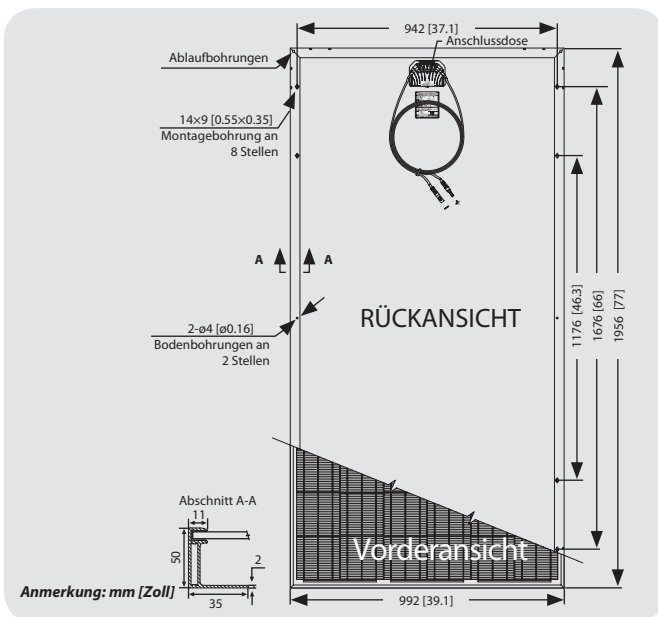 942 [37.1]
Anschlussdose
Ablaufbohrungen
14×9 [0.55×0.35]
Montagebohrung an
8 Stellen
A A
RÜCKANSICHT
2-ø4 [ø0.16]
Bodenbohrungen an
2 Stellen
1176 [46.3]
1676 [66]
1956 [77]
Abschnitt A-A
11
50
2
35
Vorderansicht
Anmerkung: mm [Zoll]
992 [39.1]